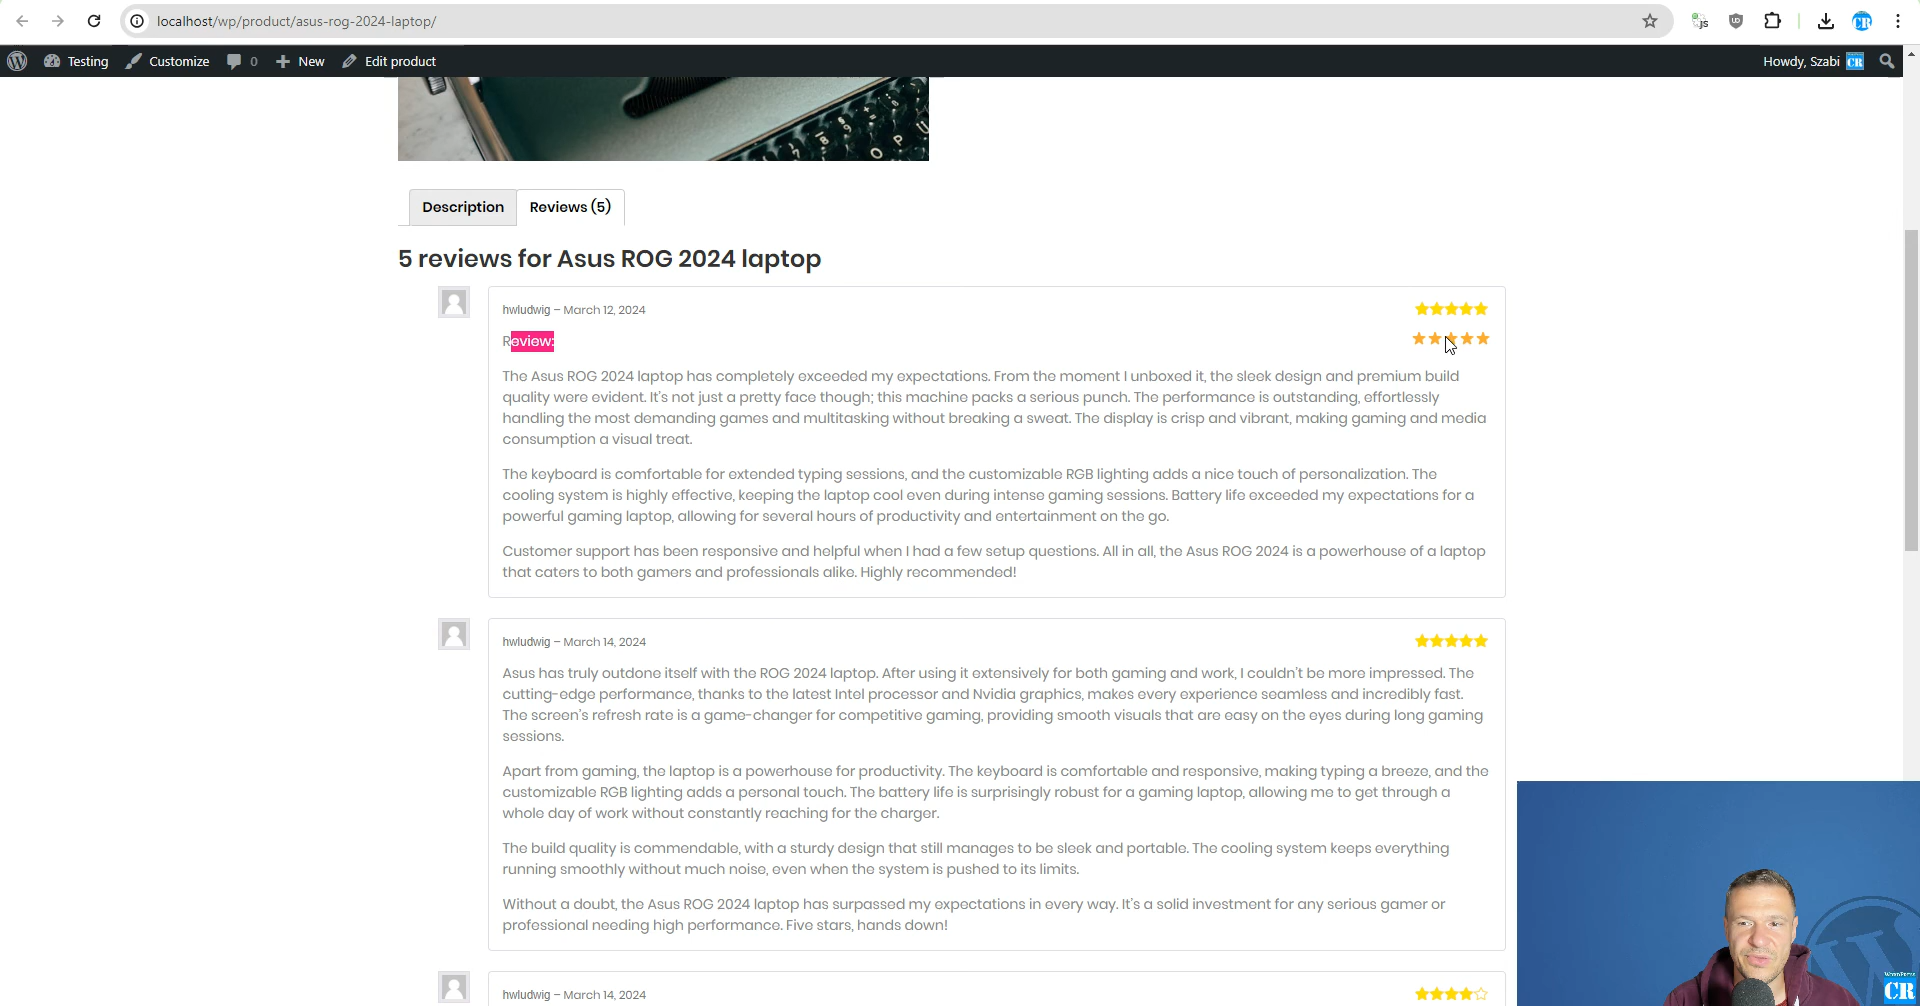 localhost/wp/product/asus-rog-2024-laptop/
Testing Customize 0 New Edit product Howdy, Szabi CR
Description Reviews (5)
5 reviews for Asus ROG 2024 laptop
hwludwig – March 12, 2024
Review:
The Asus ROG 2024 laptop has completely exceeded my expectations. From the moment I unboxed it, the sleek design and premium build
quality were evident. It's not just a pretty face though; this machine packs a serious punch. The performance is outstanding, effortlessly
handling the most demanding games and multitasking without breaking a sweat. The display is crisp and vibrant, making gaming and media
consumption a visual treat.
The keyboard is comfortable for extended typing sessions, and the customizable RGB lighting adds a nice touch of personalization. The
cooling system is highly effective, keeping the laptop cool even during intense gaming sessions. Battery life exceeded my expectations for a
powerful gaming laptop, allowing for several hours of productivity and entertainment on the go.
Customer support has been responsive and helpful when I had a few setup questions. All in all, the Asus ROG 2024 is a powerhouse of a laptop
that caters to both gamers and professionals alike. Highly recommended!
hwludwig – March 14, 2024
Asus has truly outdone itself with the ROG 2024 laptop. After using it extensively for both gaming and work, I couldn't be more impressed. The
cutting-edge performance, thanks to the latest Intel processor and Nvidia graphics, makes every experience seamless and incredibly fast.
The screen's refresh rate is a game-changer for competitive gaming, providing smooth visuals that are easy on the eyes during long gaming
sessions.
Apart from gaming, the laptop is a powerhouse for productivity. The keyboard is comfortable and responsive, making typing a breeze, and the
customizable RGB lighting adds a personal touch. The battery life is surprisingly robust for a gaming laptop, allowing me to get through a
whole day of work without constantly reaching for the charger.
The build quality is commendable, with a sturdy design that still manages to be sleek and portable. The cooling system keeps everything
running smoothly without much noise, even when the system is pushed to its limits.
Without a doubt, the Asus ROG 2024 laptop has surpassed my expectations in every way. It's a solid investment for any serious gamer or
professional needing high performance. Five stars, hands down!
hwludwig – March 14, 2024
WORDPRESS
CR